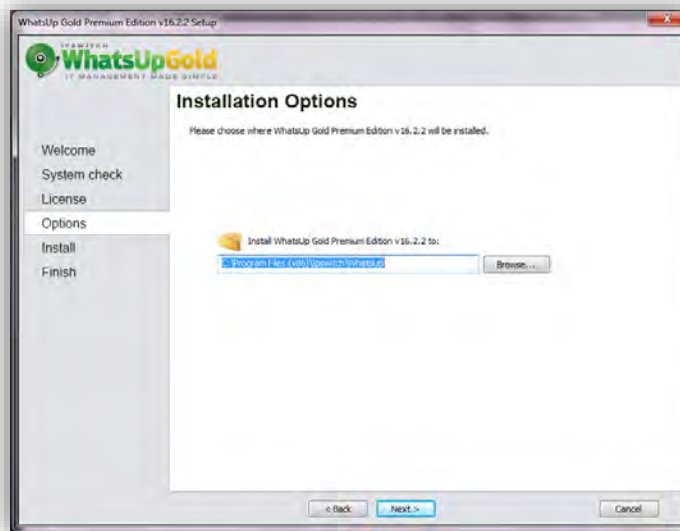 WhatsUp Gold Premium Edition v16.2.2 Setup
IPSWITCH
WhatsUpGold
IT MANAGEMENT MADE SIMPLE
Installation Options
Please choose where WhatsUp Gold Premium Edition v16.2.2 will be installed.
Welcome
System check
License
Options
Install
Finish
Install WhatsUp Gold Premium Edition v16.2.2 to:
C:\Program Files (x86)\Ipswitch\WhatsUp
Browse...
< Back
Next >
Cancel